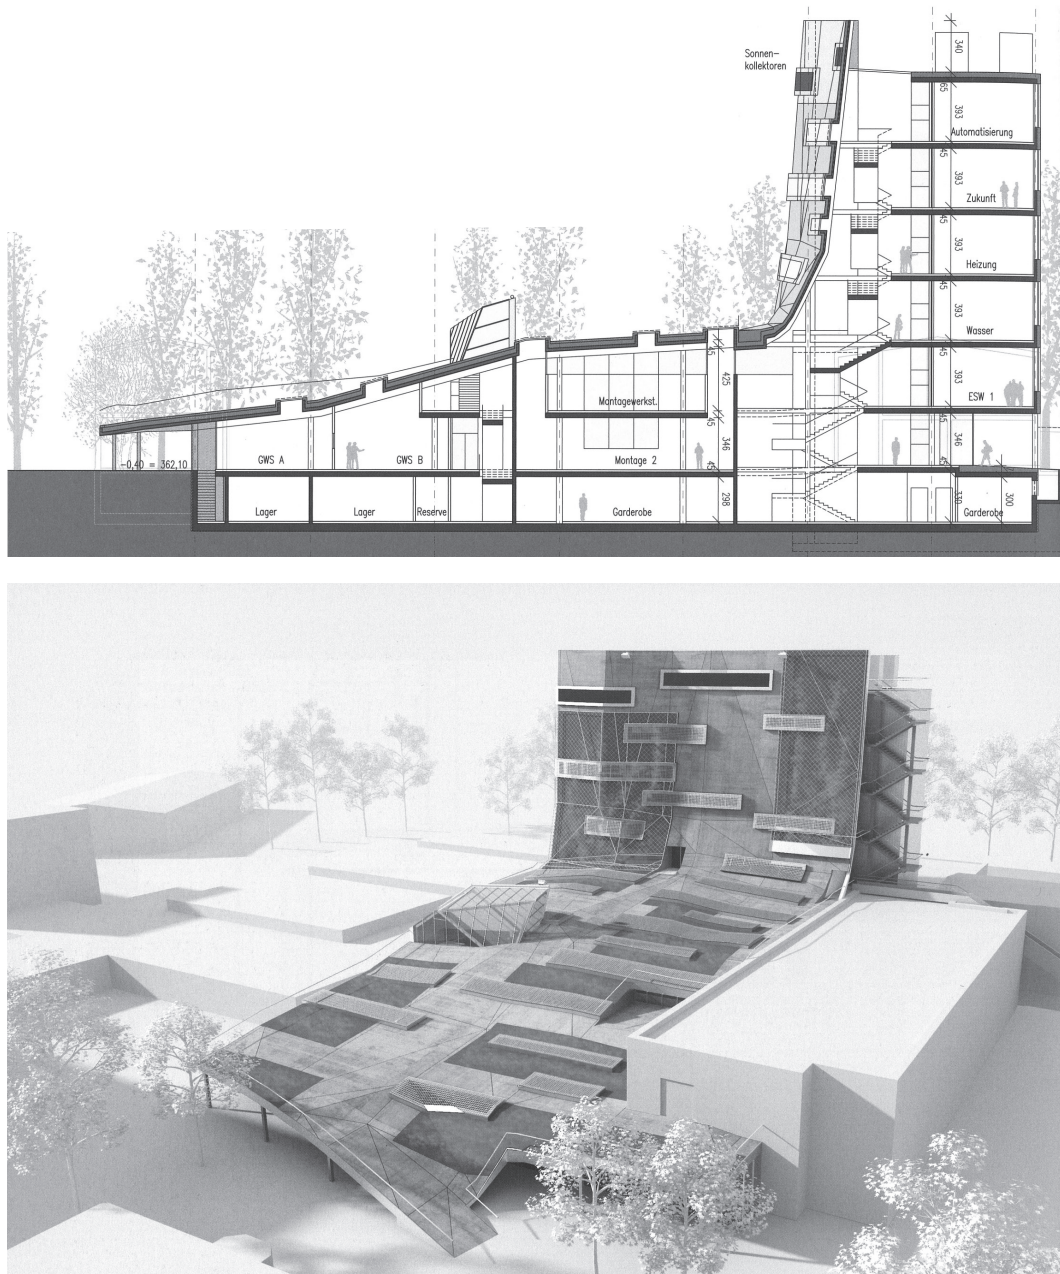 Sonnen-
kollektoren
340
65
393
Automatisierung
45
393
Zukunft
45
393
Heizung
45
393
Wasser
45
393
ESW 1
45
346
45
330
300
Garderobe
45
425
Montagewerkst.
45
346
Montage 2
45
298
Garderobe
-0,40 = 362,10
GWS A
GWS B
Lager
Lager
Reserve